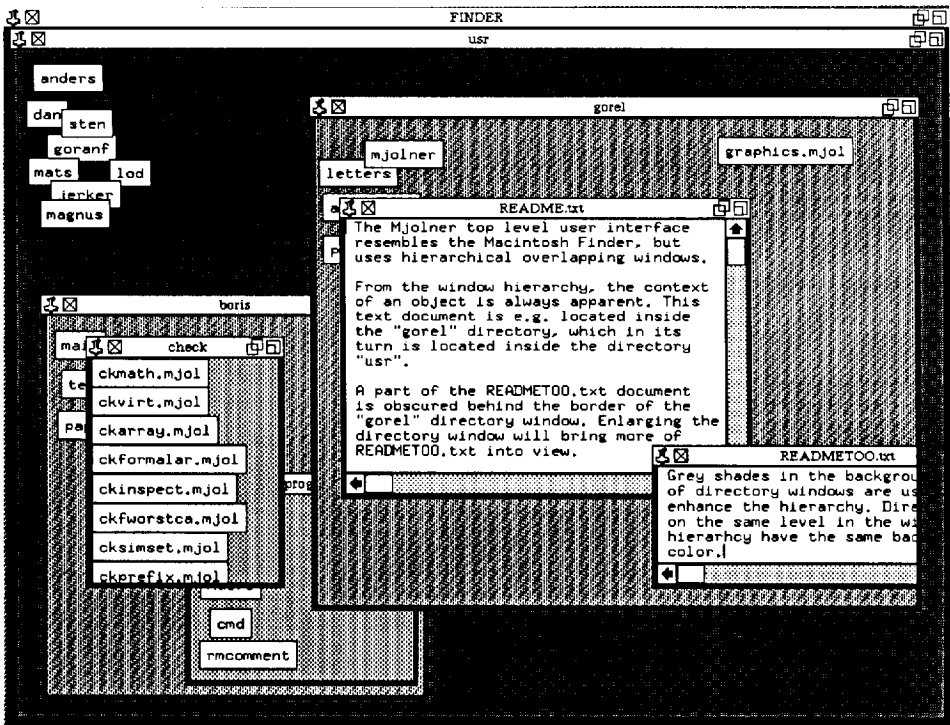 FINDER
usr
anders
dan
sten
goranf
mats
lod
jerker
magnus
gorel
mjolner
graphics.mjol
letters
a
p
README.txt
The Mjolner top level user interface
resembles the Macintosh Finder, but
uses hierarchical overlapping windows.
From the window hierarchy, the context
of an object is always apparent. This
text document is e.g. located inside
the "gorel" directory, which in its
turn is located inside the directory
"usr".
A part of the READMETOO.txt document
is obscured behind the border of the
"gorel" directory window. Enlarging the
directory window will bring more of
READMETOO.txt into view.
READMETOO.txt
Grey shades in the backgrou
of directory windows are us
enhance the hierarchy. Dire
on the same level in the wi
hierarhcy have the same bac
color.
boris
mai
te
pa
check
ckmath.mjol
ckvirt.mjol
ckarray.mjol
ckformalar.mjol
ckinspect.mjol
ckfworstca.mjol
cksimset.mjol
ckprefix.mjol
prog
cmd
rmcomment